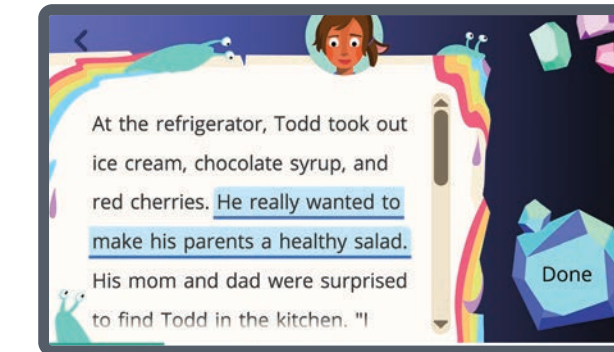 At the refrigerator, Todd took out
ice cream, chocolate syrup, and
red cherries. He really wanted to
make his parents a healthy salad.
His mom and dad were surprised
to find Todd in the kitchen. "I
Done